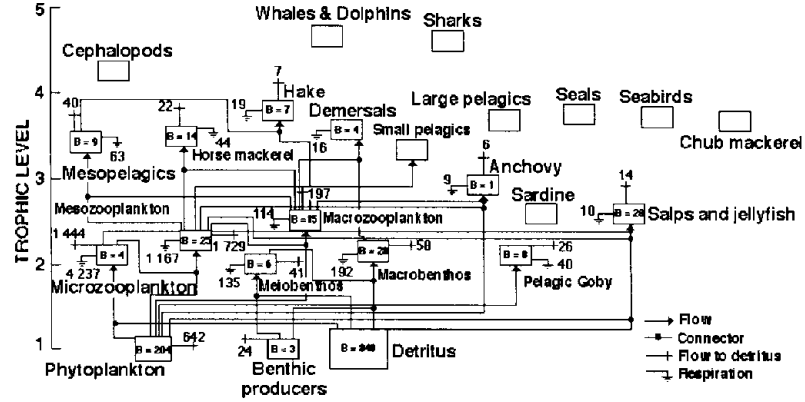 5
Whales & Dolphins
Sharks
Cephalopods
4
7
Hake
B = 7
19
40
22
Demersals
B = 4
16
Large pelagics
Seals
Seabirds
Chub mackerel
Small pelagics
B = 9
63
B = 14
44
Horse mackerel
Mesopelagics
6
Anchovy
B = 1
9
3
197
14
Sardine
Mesozooplankton
114
B = 15
Macrozooplankton
10
B = 28
Salps and jellyfish
1 444
B = 4
4 237
Microzooplankton
B = 25
1 167
1 729
B = 6
135
41
Meiobenthos
58
192
Macrobenthos
26
40
Pelagic Goby
2
TROPHIC LEVEL
1
642
B = 204
Phytoplankton
24
B = 3
Benthic
producers
Detritus
Flow
Connector
Flow to detritus
Respiration